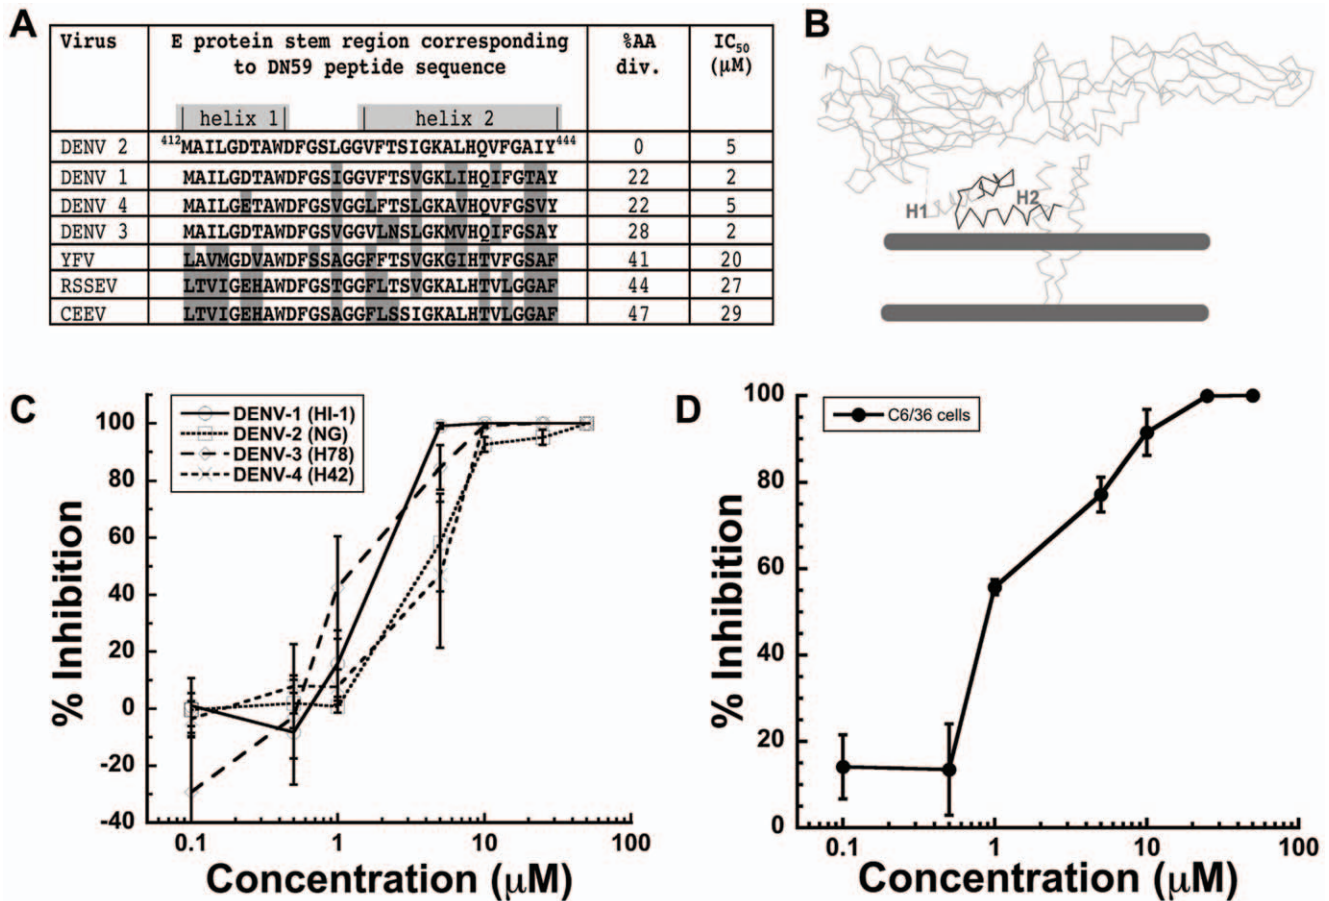 A
Virus E protein stem region corresponding %AA IC50
to DN59 peptide sequence div. (μM)
helix 1 helix 2
DENV 2 412MAILGDTAWDFGSLGGVFTSIGKALHQVFGAIY444 0 5
DENV 1 MAILGDTAWDFGSIGGVFTSVGKLIHQIFGTAY 22 2
DENV 4 MAILGETAWDFGSVGGLFTSLGKAVHQVFGSVY 22 5
DENV 3 MAILGDTAWDFGSVGGVLNSLGKMVHQIFGSAY 28 2
YFV LAVMGDVAWDFSSAGGFFTSVGKGIHTVFGSAF 41 20
RSSEV LTVIGEHAWDFGSTGGFLTSVGKALHTVLGGAF 44 27
CEEV LTVIGEHAWDFGSAGGFLSSIGKALHTVLGGAF 47 29
B
H1
H2
C
DENV-1 (HI-1)
DENV-2 (NG)
DENV-3 (H78)
DENV-4 (H42)
% Inhibition
100
80
60
40
20
0
-20
-40
0.1 1 10 100
Concentration (μM)
D
C6/36 cells
% Inhibition
100
80
60
40
20
0
0.1 1 10 100
Concentration (μM)